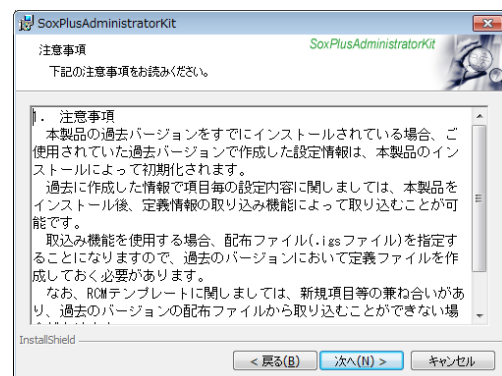 SoxPlusAdministratorKit
注意事項
SoxPlusAdministratorKit
下記の注意事項をお読みください。
1. 注意事項
本製品の過去バージョンをすでにインストールされている場合、ご
使用されていた過去バージョンで作成した設定情報は、本製品のイン
ストールによって初期化されます。
過去に作成した情報で項目毎の設定内容に関しましては、本製品を
インストール後、定義情報の取り込み機能によって取り込むことが可
能です。
取込み機能を使用する場合、配布ファイル(.igsファイル)を指定す
ることになりますので、過去のバージョンにおいて定義ファイルを作
成しておく必要があります。
なお、RCMテンプレートに関しましては、新規項目等の兼ね合いがあ
り、過去のバージョンの配布ファイルから取り込むことができない場
InstallShield
< 戻る(B)
次へ(N) >
キャンセル